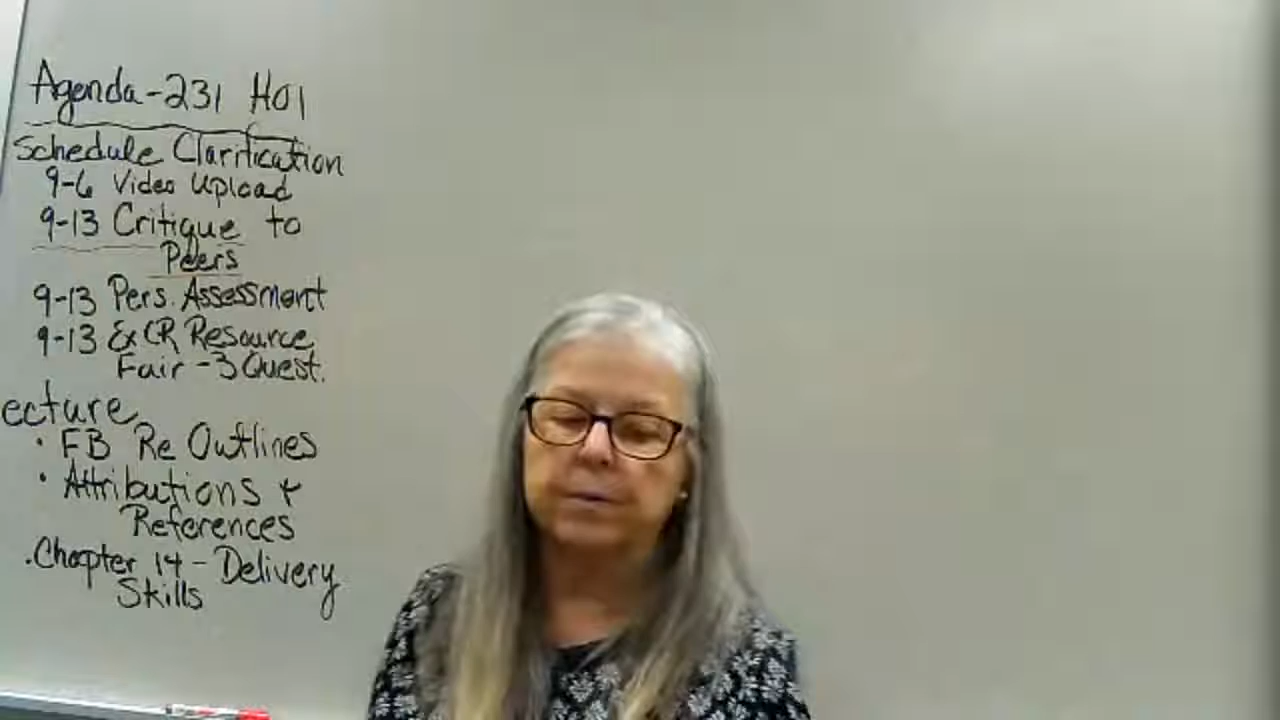 Agenda-231 H01
Schedule Clarification
9-6 Video Upload
9-13 Critique to
Peers
9-13 Pers. Assessment
9-13 Ex CR Resource
Fair -3 Quest.
ecture
• FB Re Outlines
• Attributions +
References
. Chapter 14 - Delivery
Skills